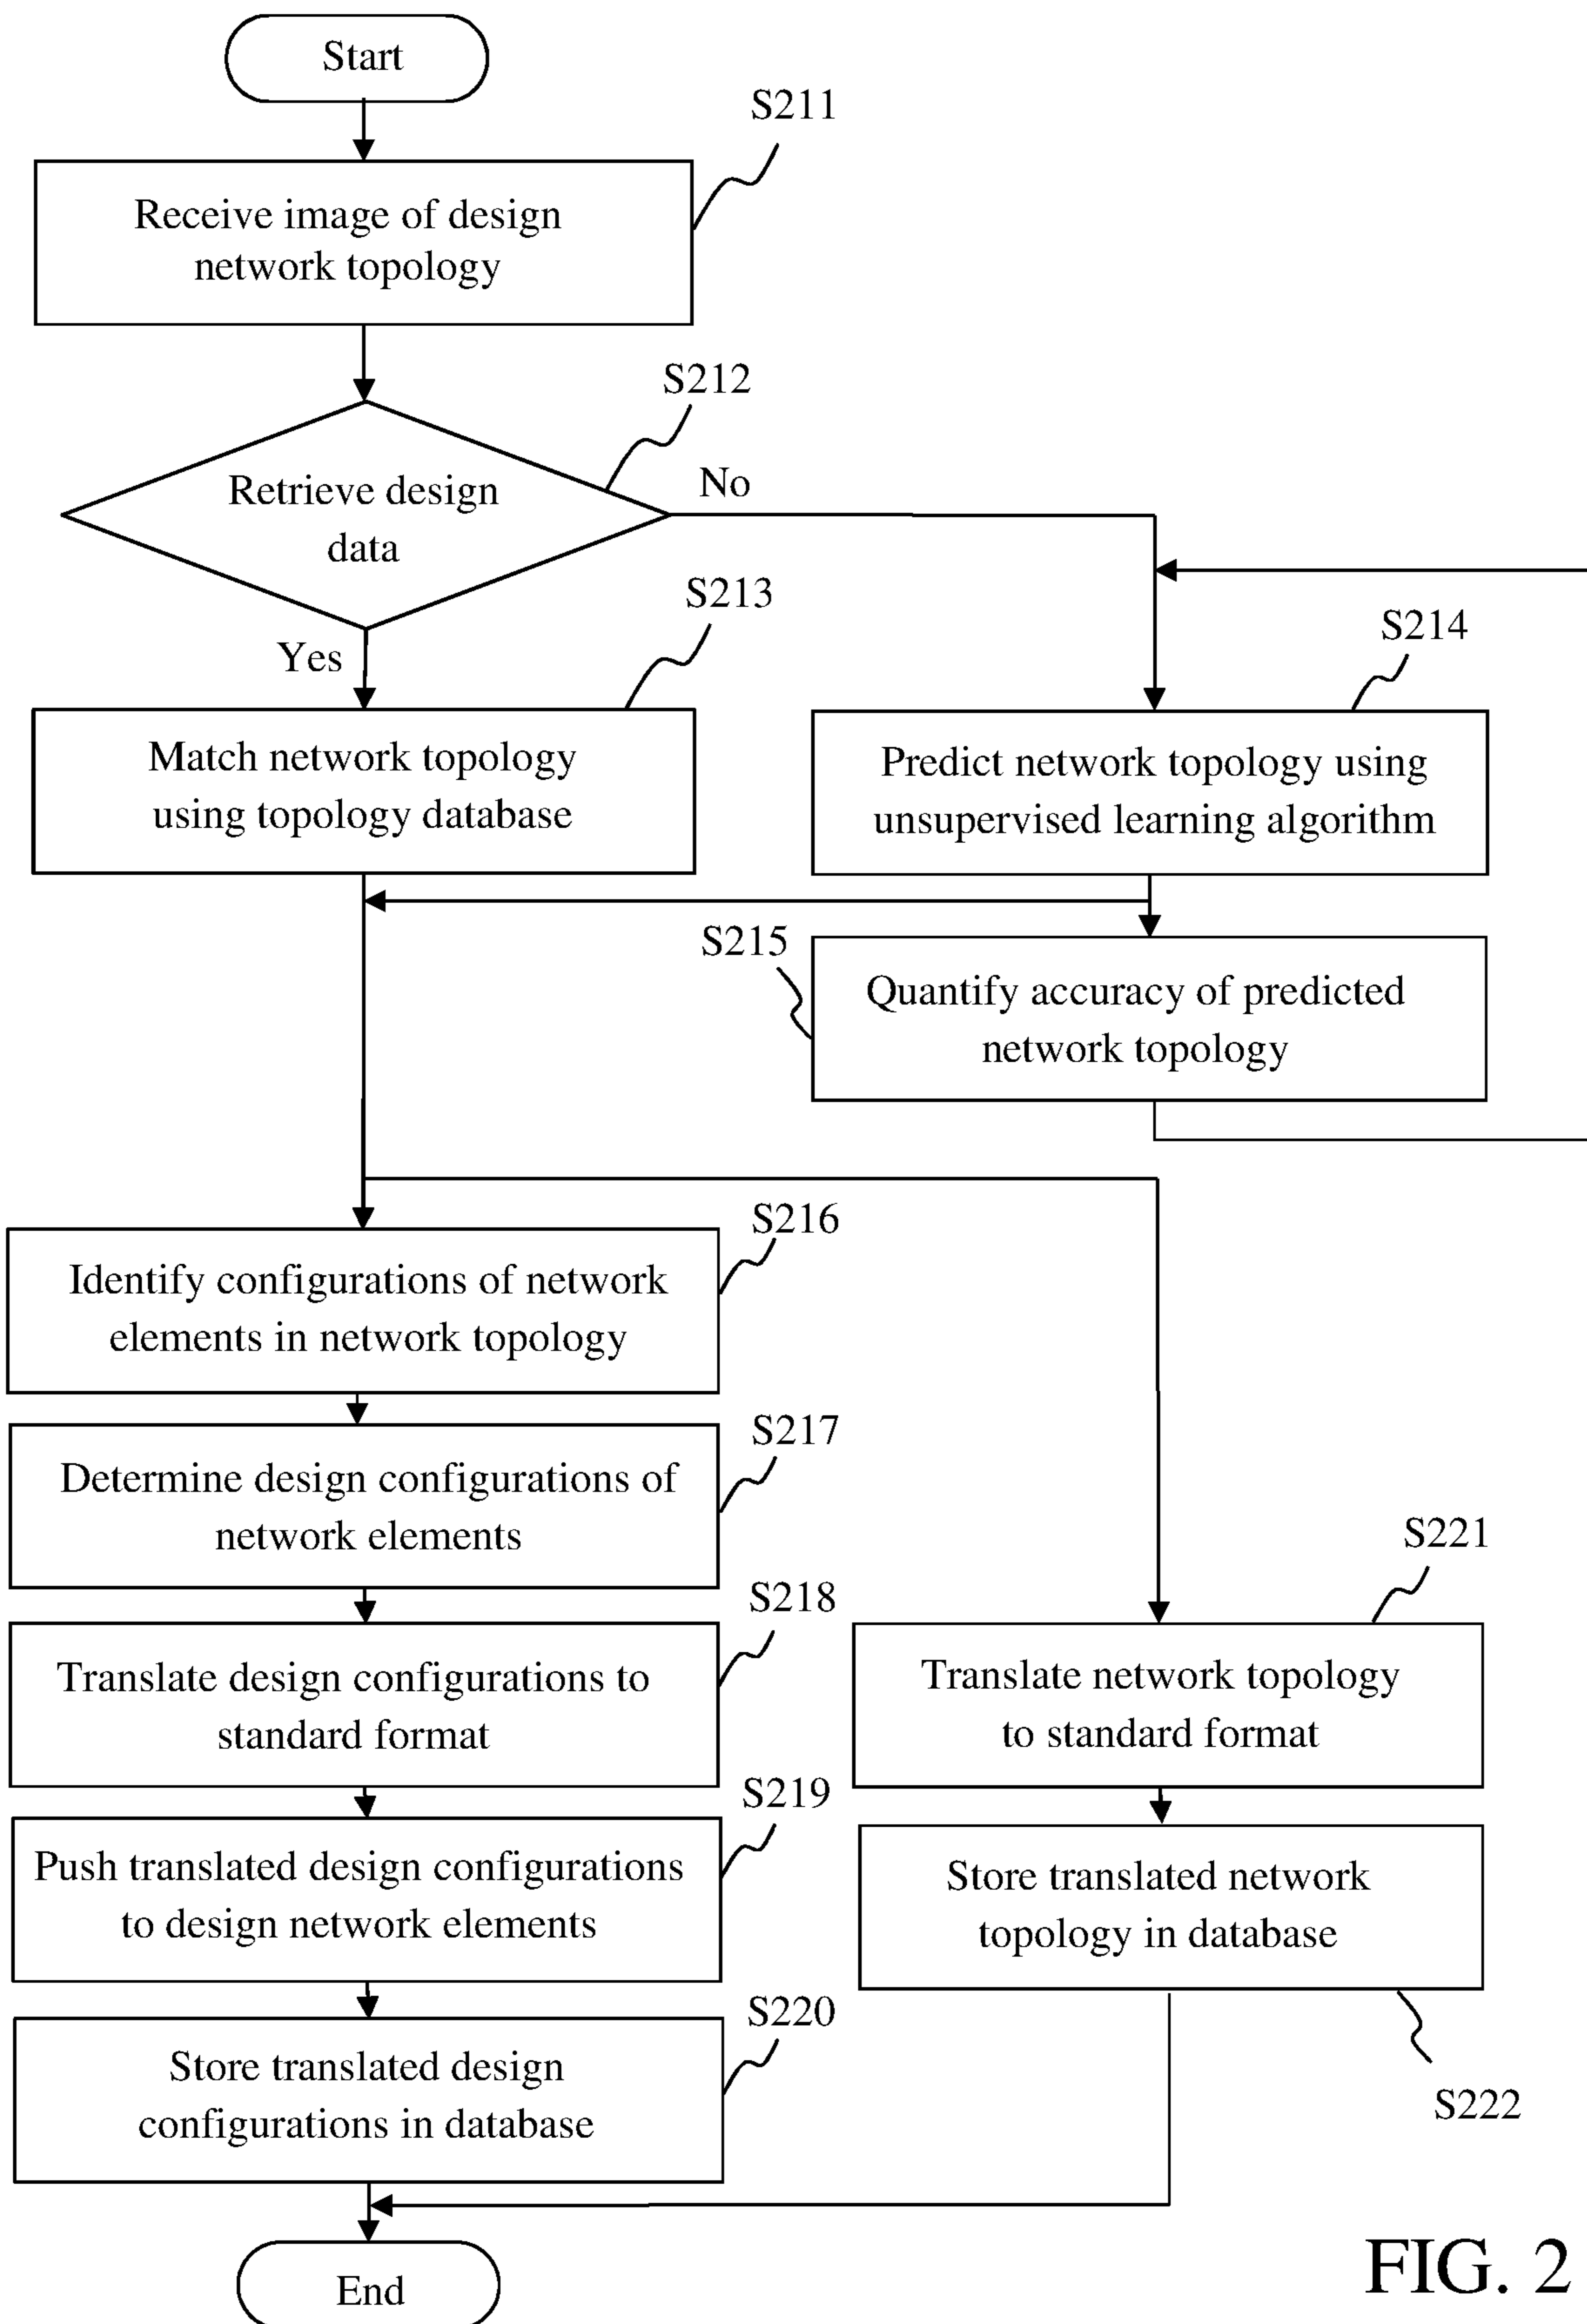 Start
S211
Receive image of design
network topology
S212
Retrieve design
data
No
Yes
S213
Match network topology
using topology database
S214
Predict network topology using
unsupervised learning algorithm
S215
Quantify accuracy of predicted
network topology
S216
Identify configurations of network
elements in network topology
S217
Determine design configurations of
network elements
S218
Translate design configurations to
standard format
S221
Translate network topology
to standard format
S219
Push translated design configurations
to design network elements
Store translated network
topology in database
S222
S220
Store translated design
configurations in database
End
FIG. 2